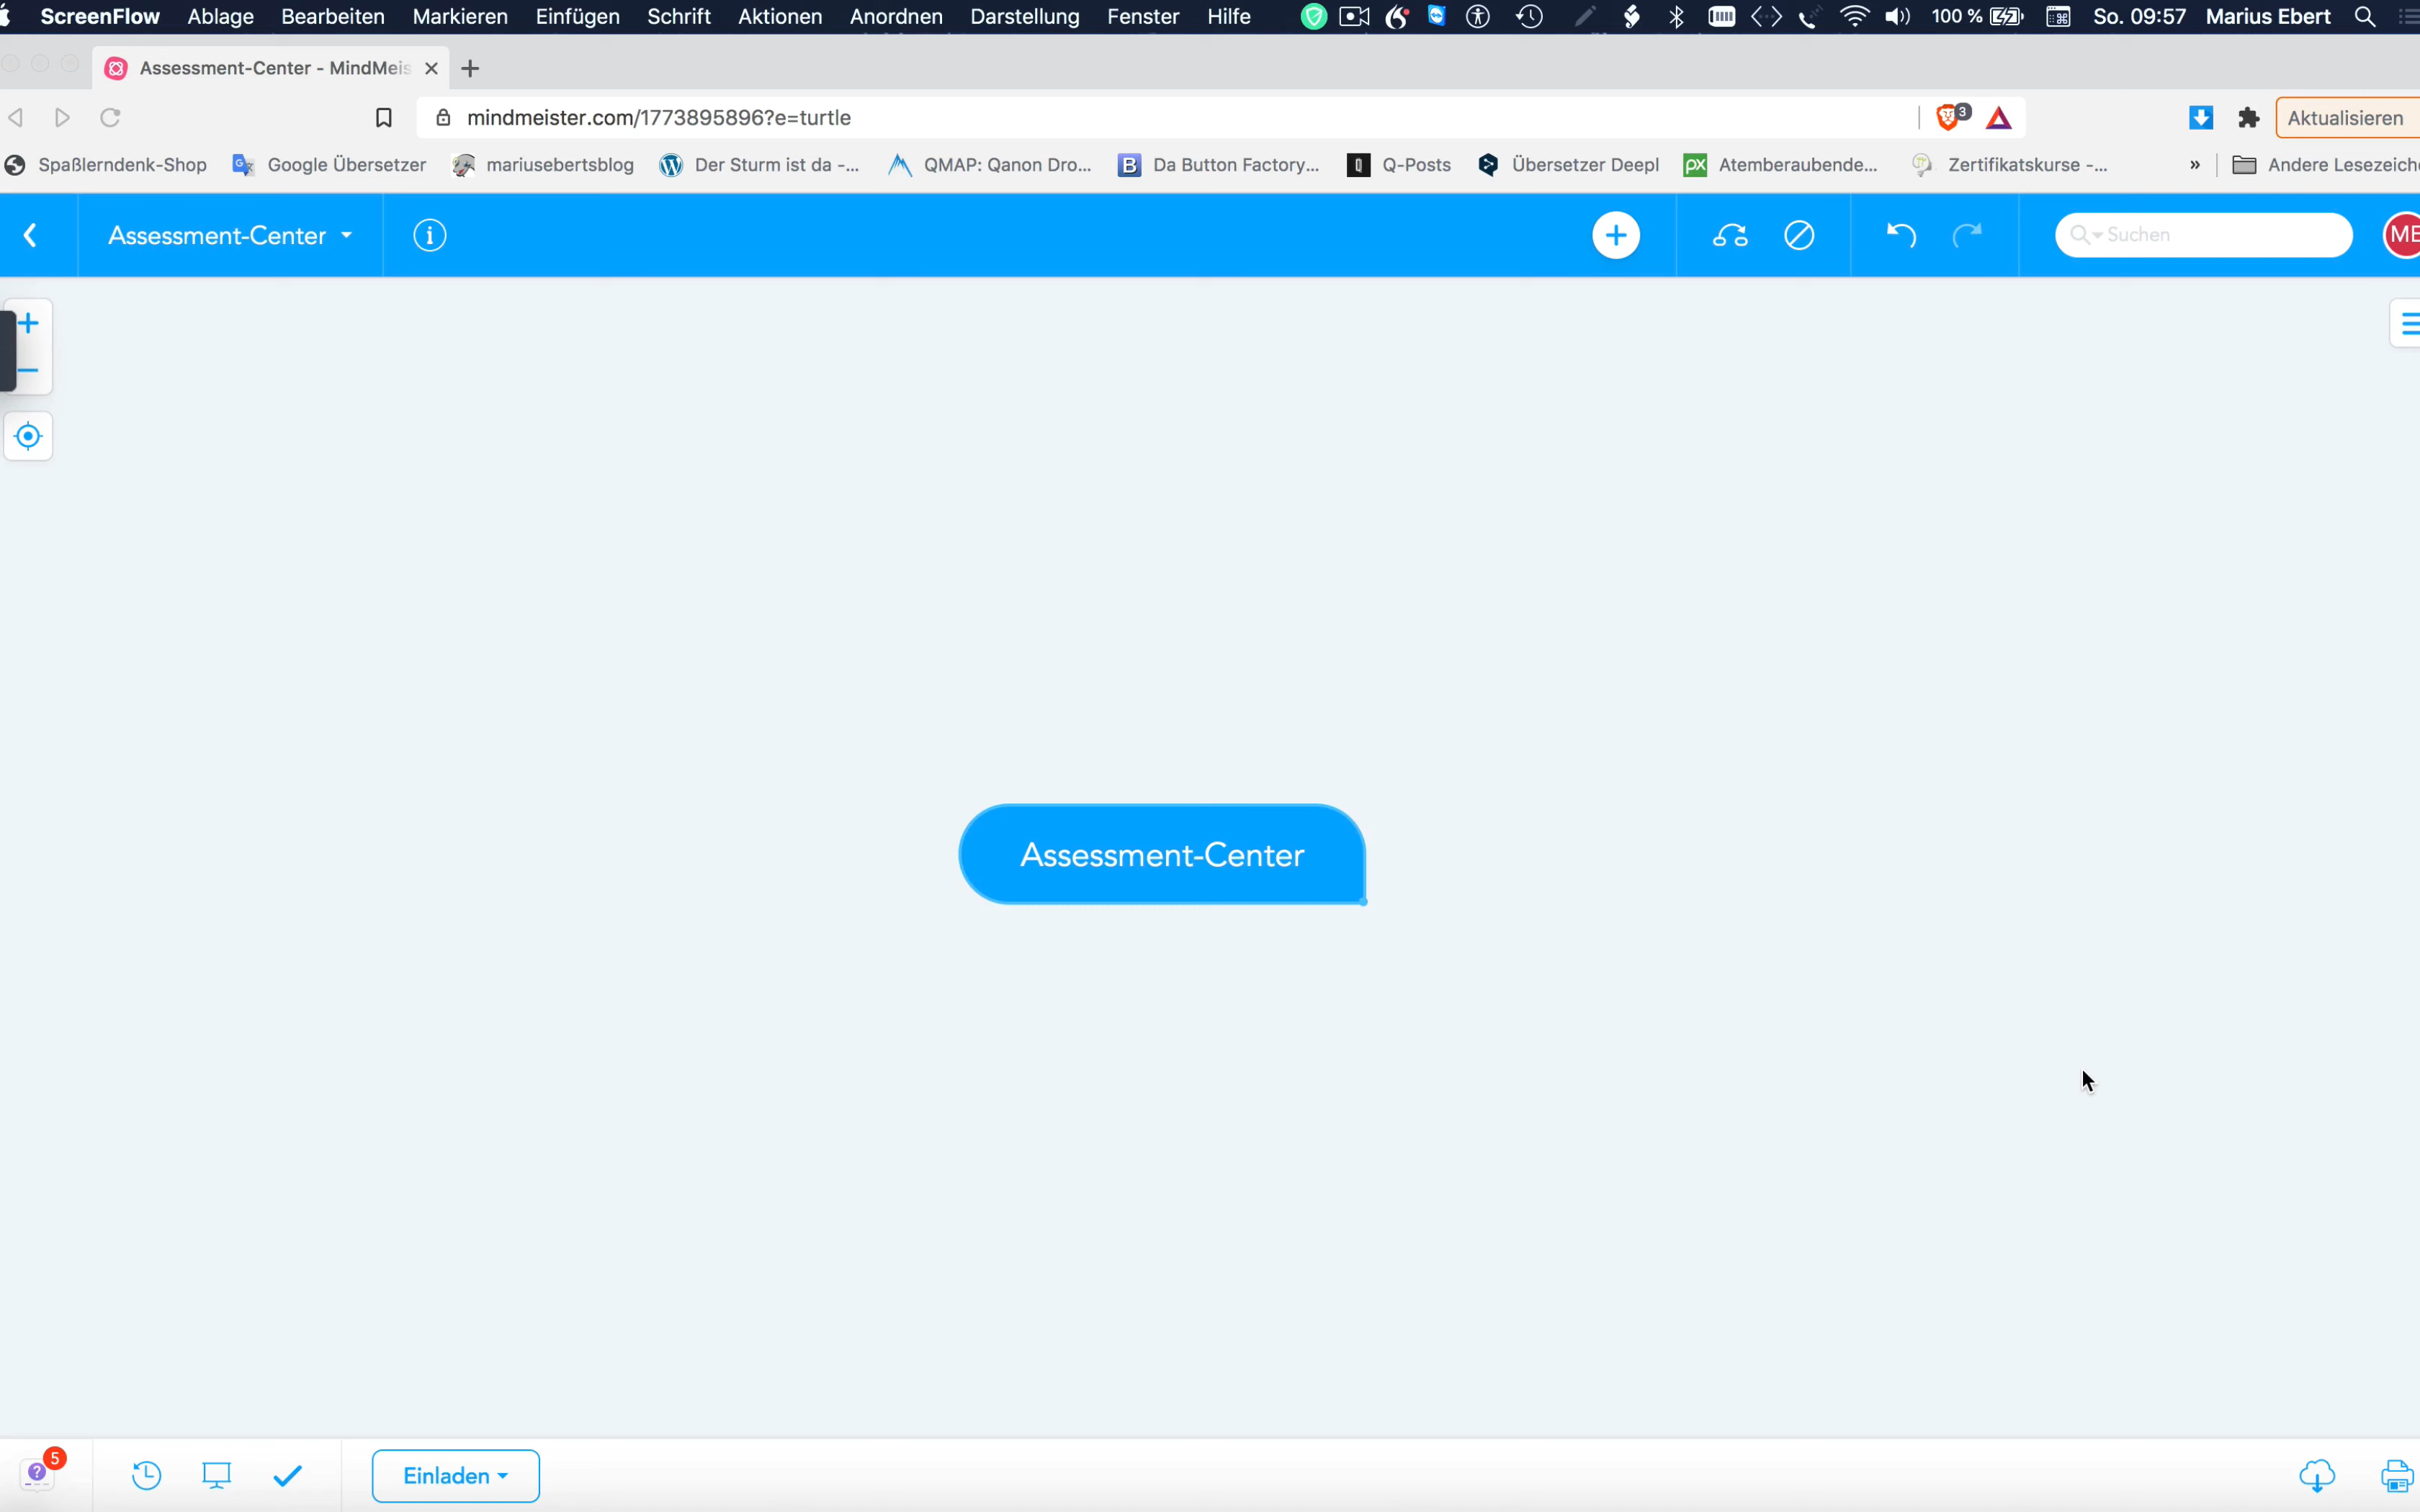 ScreenFlow Ablage Bearbeiten Markieren Einfügen Schrift Aktionen Anordnen Darstellung Fenster Hilfe 100 % So. 09:57 Marius Ebert
Assessment-Center - MindMeis
mindmeister.com/1773895896?e=turtle 3 Aktualisieren
Spaßlerndenk-Shop Google Übersetzer mariusebertsblog Der Sturm ist da -... QMAP: Qanon Dro... B Da Button Factory... Q Q-Posts Übersetzer Deepl px Atemberaubende... Zertifikatskurse -... » Andere Lesezeich
Assessment-Center Suchen ME
Assessment-Center
5
Einladen